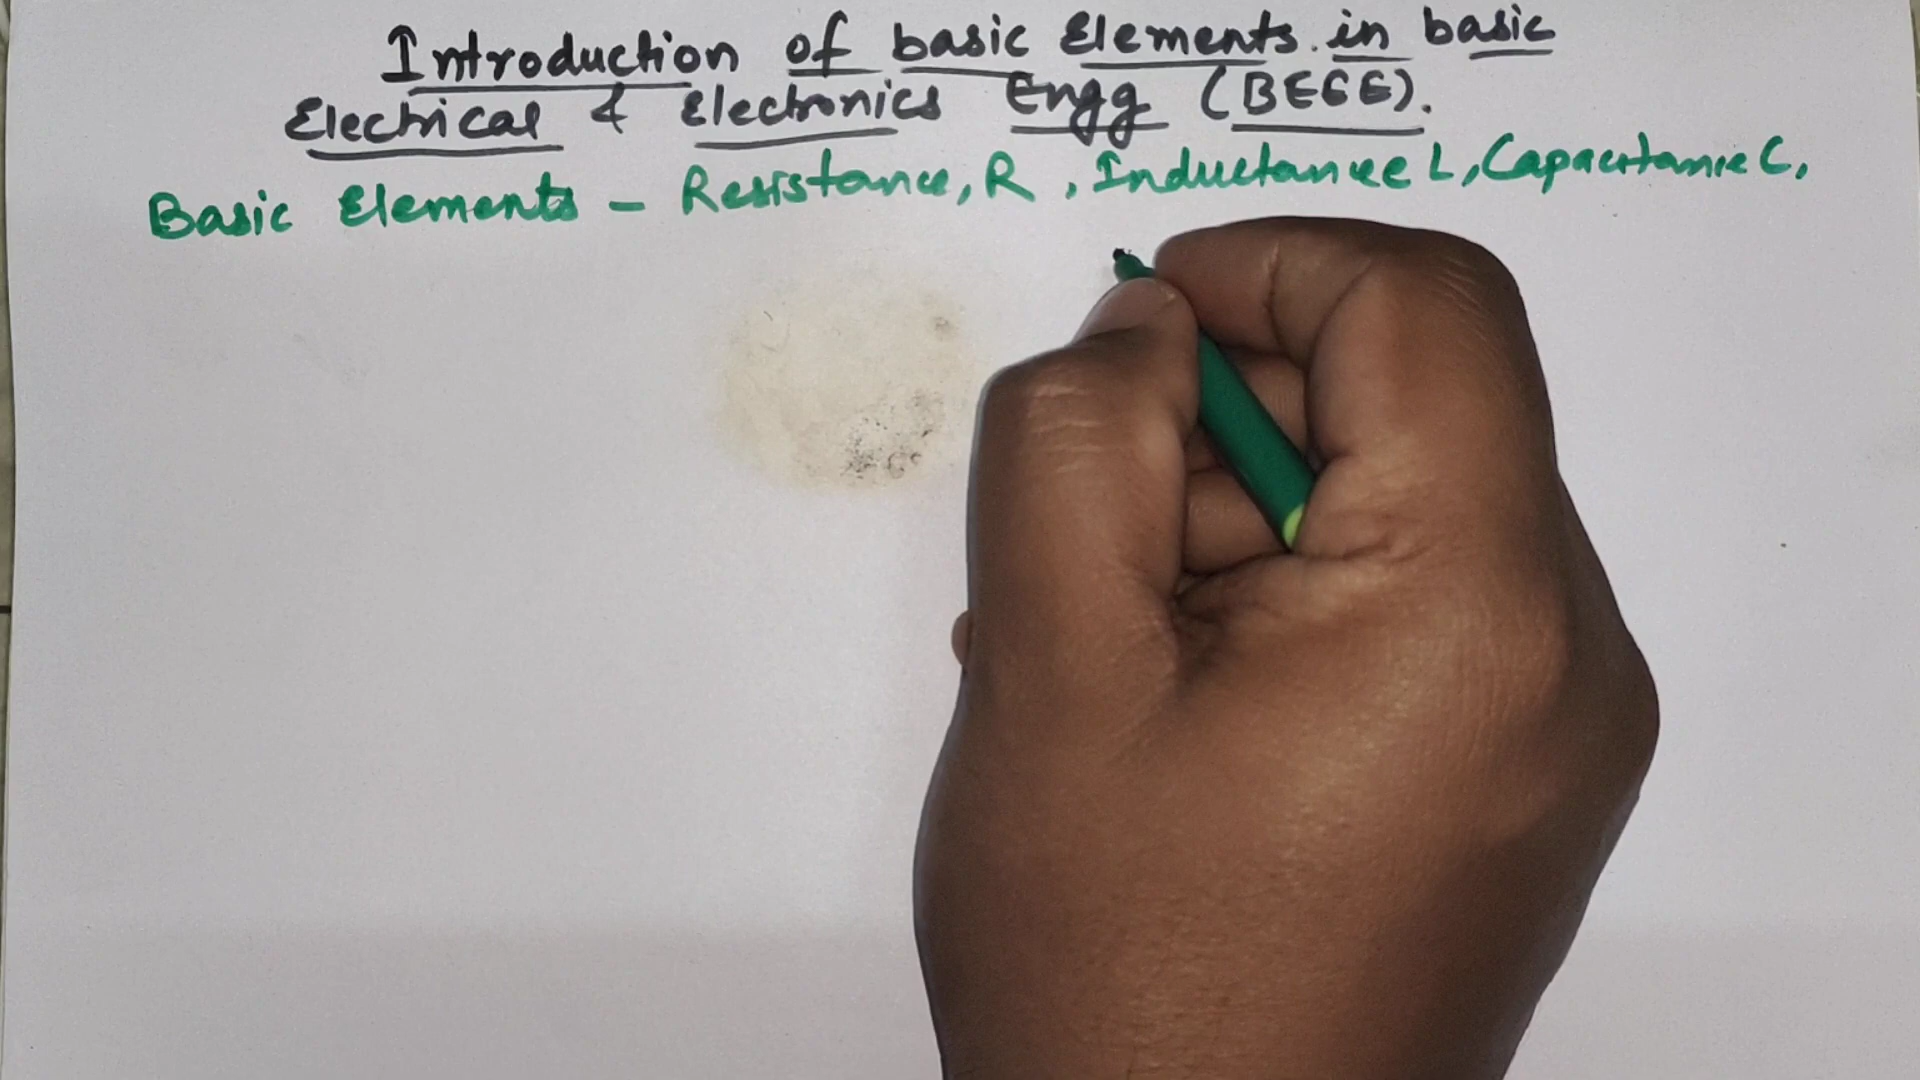 Introduction of basic Elements. in basic
Electrical & Electronics Engg (BEEE).
Basic Elements - Resistance, R, Inductance L, Capacitance C,